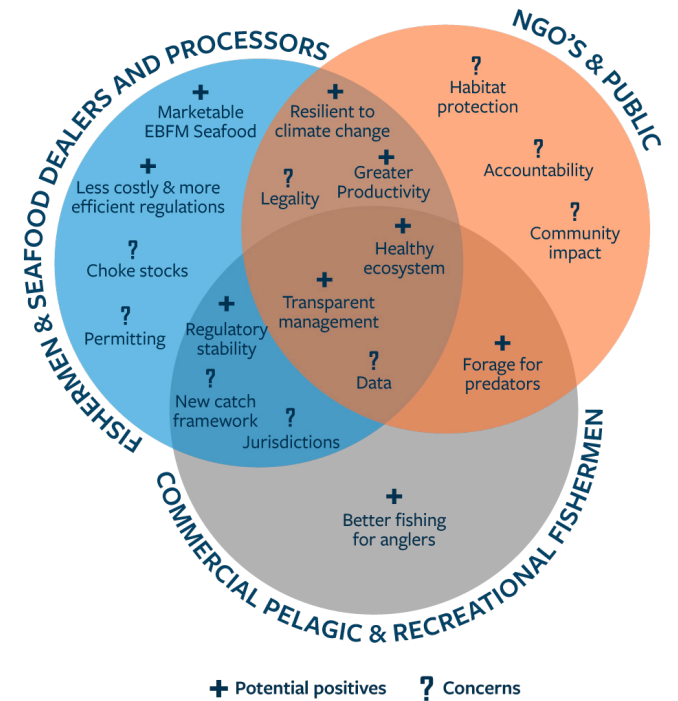 NGO'S & PUBLIC
FISHERMEN & SEAFOOD DEALERS AND PROCESSORS
?
Habitat
protection
+
Marketable
EBFM Seafood
+
Resilient to
climate change
?
Accountability
+
Less costly & more
efficient regulations
+
Greater
Productivity
?
Legality
?
Community
impact
+
Healthy
ecosystem
?
Choke stocks
+
Transparent
management
?
Permitting
+
Regulatory
stability
+
Forage for
predators
?
Data
?
New catch
framework
?
Jurisdictions
+
Better fishing
for anglers
COMMERCIAL PELAGIC & RECREATIONAL FISHERMEN
+ Potential positives ? Concerns